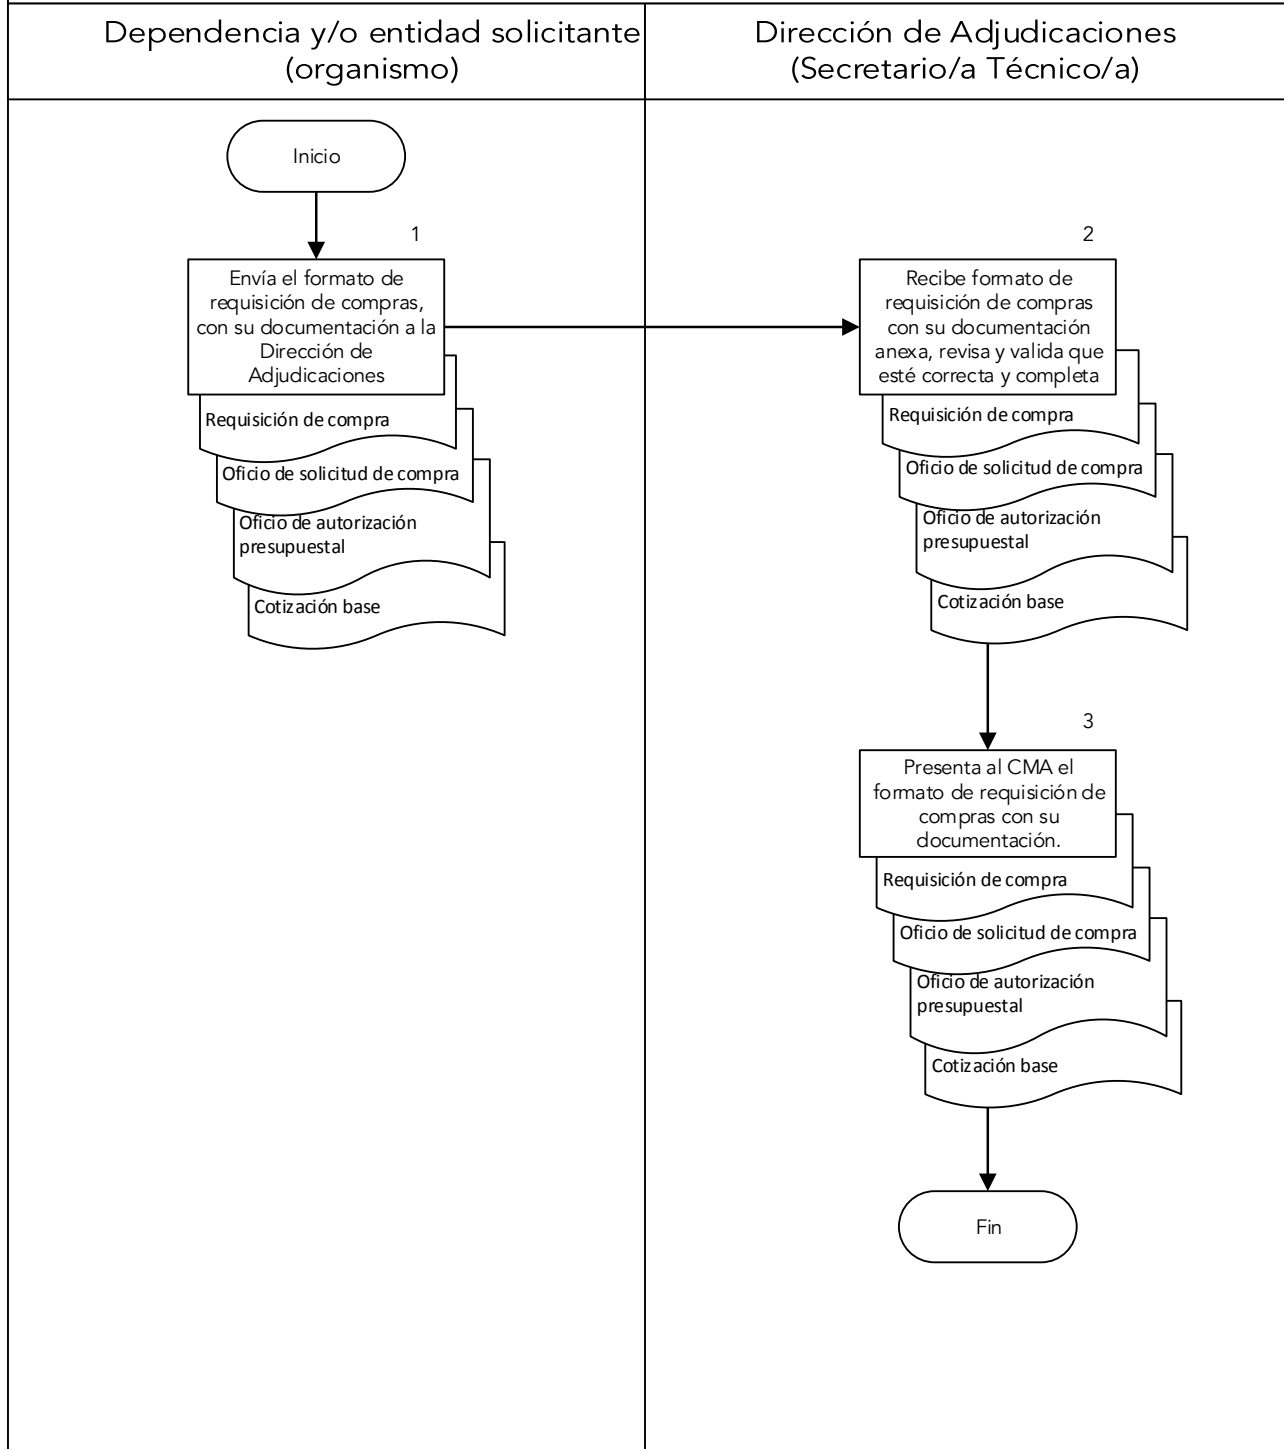 Dependencia y/o entidad solicitante
(organismo)
Dirección de Adjudicaciones
(Secretario/a Técnico/a)
Inicio
1
Envía el formato de
requisición de compras,
con su documentación a la
Dirección de
Adjudicaciones
Requisición de compra
Oficio de solicitud de compra
Oficio de autorización
presupuestal
Cotización base
2
Recibe formato de
requisición de compras
con su documentación
anexa, revisa y valida que
esté correcta y completa
Requisición de compra
Oficio de solicitud de compra
Oficio de autorización
presupuestal
Cotización base
3
Presenta al CMA el
formato de requisición de
compras con su
documentación.
Requisición de compra
Oficio de solicitud de compra
Oficio de autorización
presupuestal
Cotización base
Fin